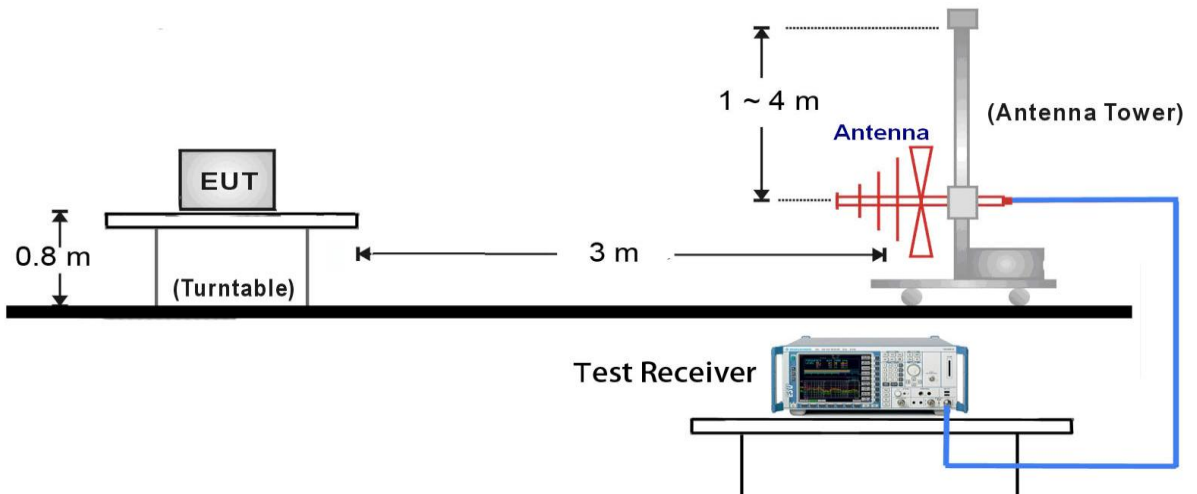 1 ~ 4 m
(Antenna Tower)
Antenna
EUT
0.8 m
3 m
(Turntable)
Test Receiver